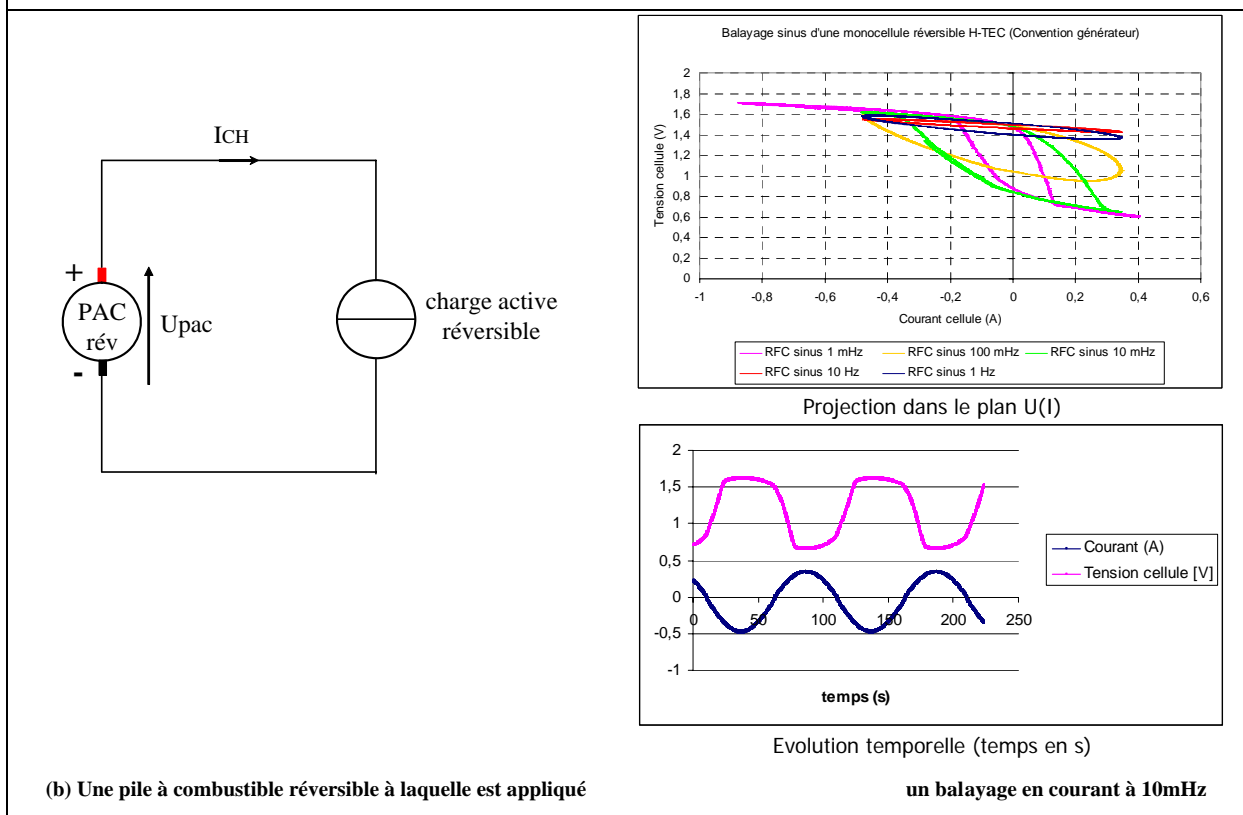 ICH
+
PAC
rév
-
Upac
charge active
réversible
Balayage sinus d'une monocellule réversible H-TEC (Convention générateur)
Tension cellule (V)
2
1,8
1,6
1,4
1,2
1
0,8
0,6
0,4
0,2
0
-1 -0,8 -0,6 -0,4 -0,2 0 0,2 0,4 0,6
Courant cellule (A)
RFC sinus 1 mHz RFC sinus 100 mHz RFC sinus 10 mHz
RFC sinus 10 Hz RFC sinus 1 Hz
Projection dans le plan U(I)
2
1,5
1
0,5
0
-0,5
-1
0 50 100 150 200 250
temps (s)
Courant (A)
Tension cellule [V]
Evolution temporelle (temps en s)
(b) Une pile à combustible réversible à laquelle est appliqué un balayage en courant à 10mHz